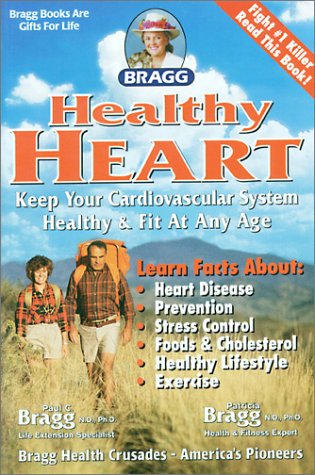 Bragg Books Are
Gifts For Life
Fight #1 Killer
Read This Book!
BRAGG
Healthy
HEART
Keep Your Cardiovascular System
Healthy & Fit At Any Age
Learn Facts About:
• Heart Disease
• Prevention
• Stress Control
• Foods & Cholesterol
• Healthy Lifestyle
• Exercise
Paul C.
Bragg N.D., Ph.D.
Life Extension Specialist
Patricia
Bragg N.D., Ph.D.
Health & Fitness Expert
Bragg Health Crusades - America's Pioneers